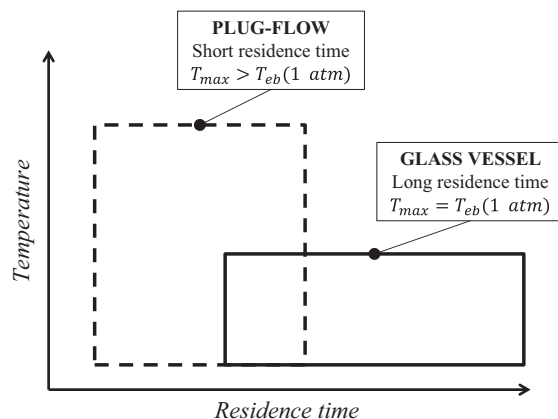 PLUG-FLOW
Short residence time
T_max > T_eb(1 atm)
GLASS VESSEL
Long residence time
T_max = T_eb(1 atm)
Temperature
Residence time